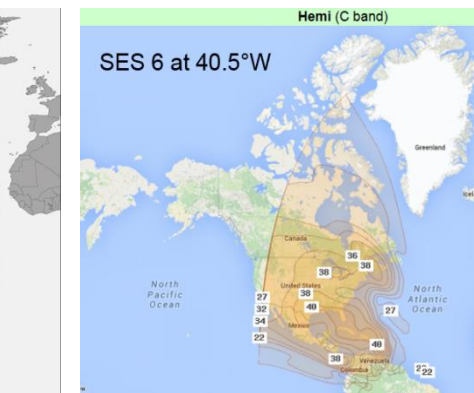 Hemi (C band)
SES 6 at 40.5°W
Greenland
Canada
36
38
38
North
Pacific
Ocean
United States
38
27
32
40
34
27
North
Atlantic
Ocean
Mexico
22
40
38
Venezuela
Colombia
22